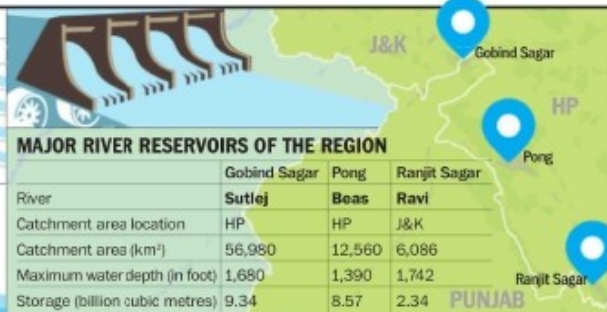 J&K
Gobind Sagar
HP
Pong
MAJOR RIVER RESERVOIRS OF THE REGION
Gobind Sagar Pong Ranjit Sagar
River Sutlej Beas Ravi
Catchment area location HP HP J&K
Catchment area (km²) 56,980 12,560 6,086
Maximum water depth (in foot) 1,680 1,390 1,742
Storage (billion cubic metres) 9.34 8.57 2.34
Ranjit Sagar
PUNJAB